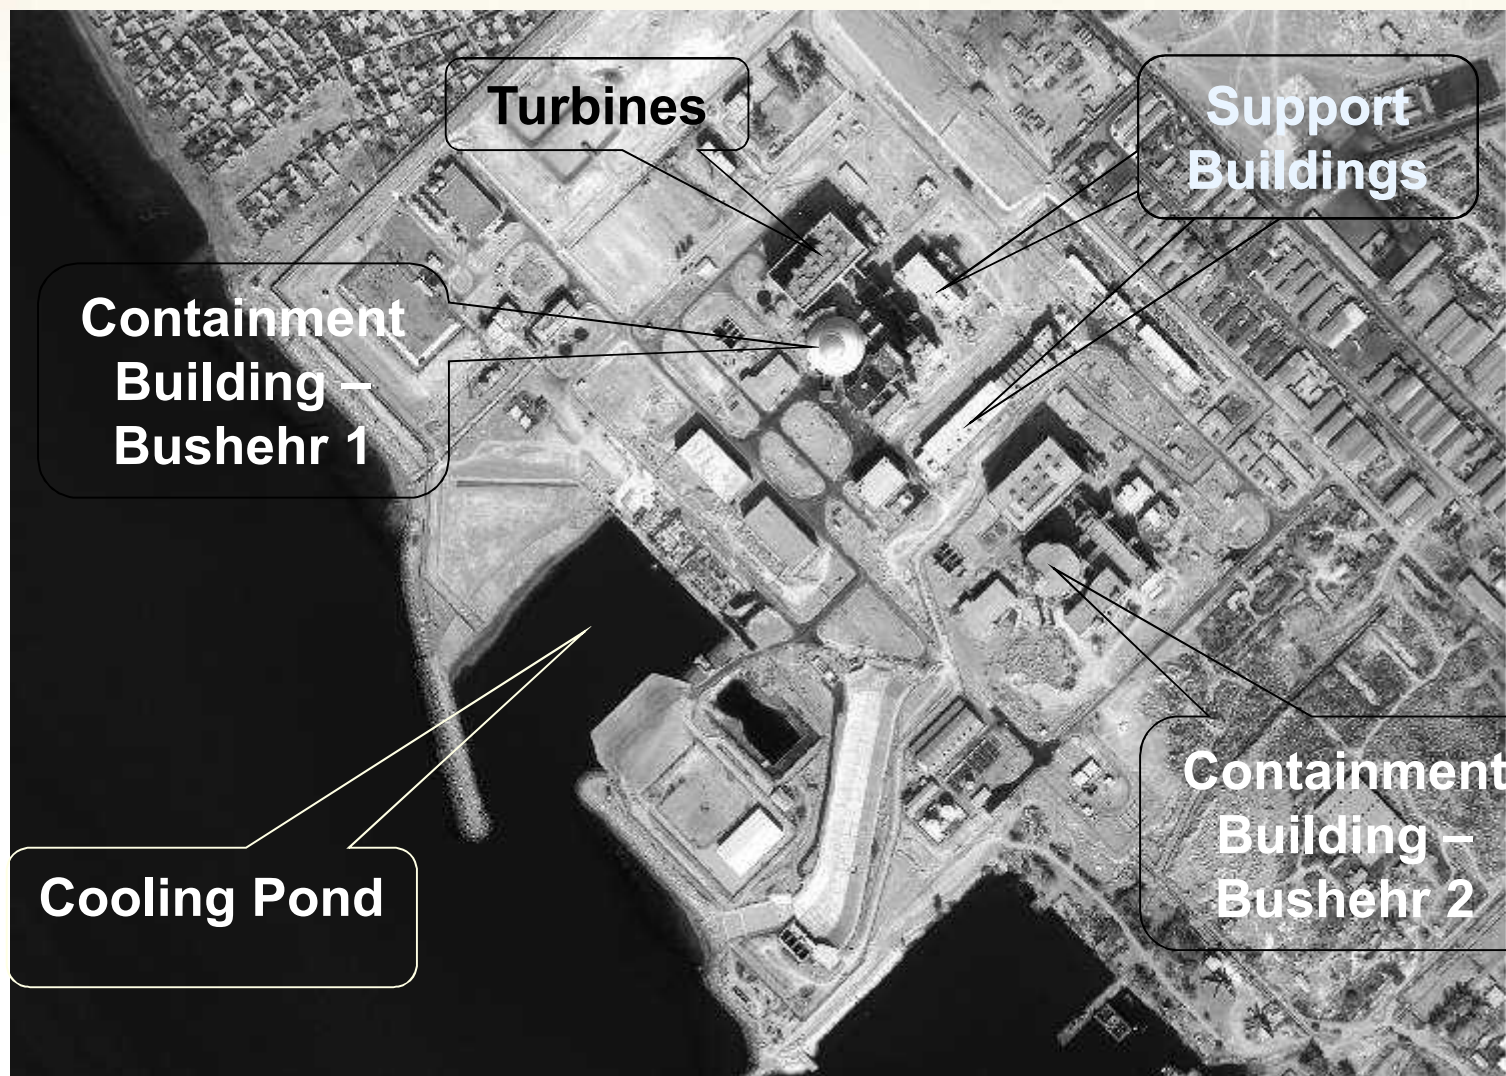 Turbines
Support
Buildings
Containment
Building –
Bushehr 1
Containment
Building –
Bushehr 2
Cooling Pond